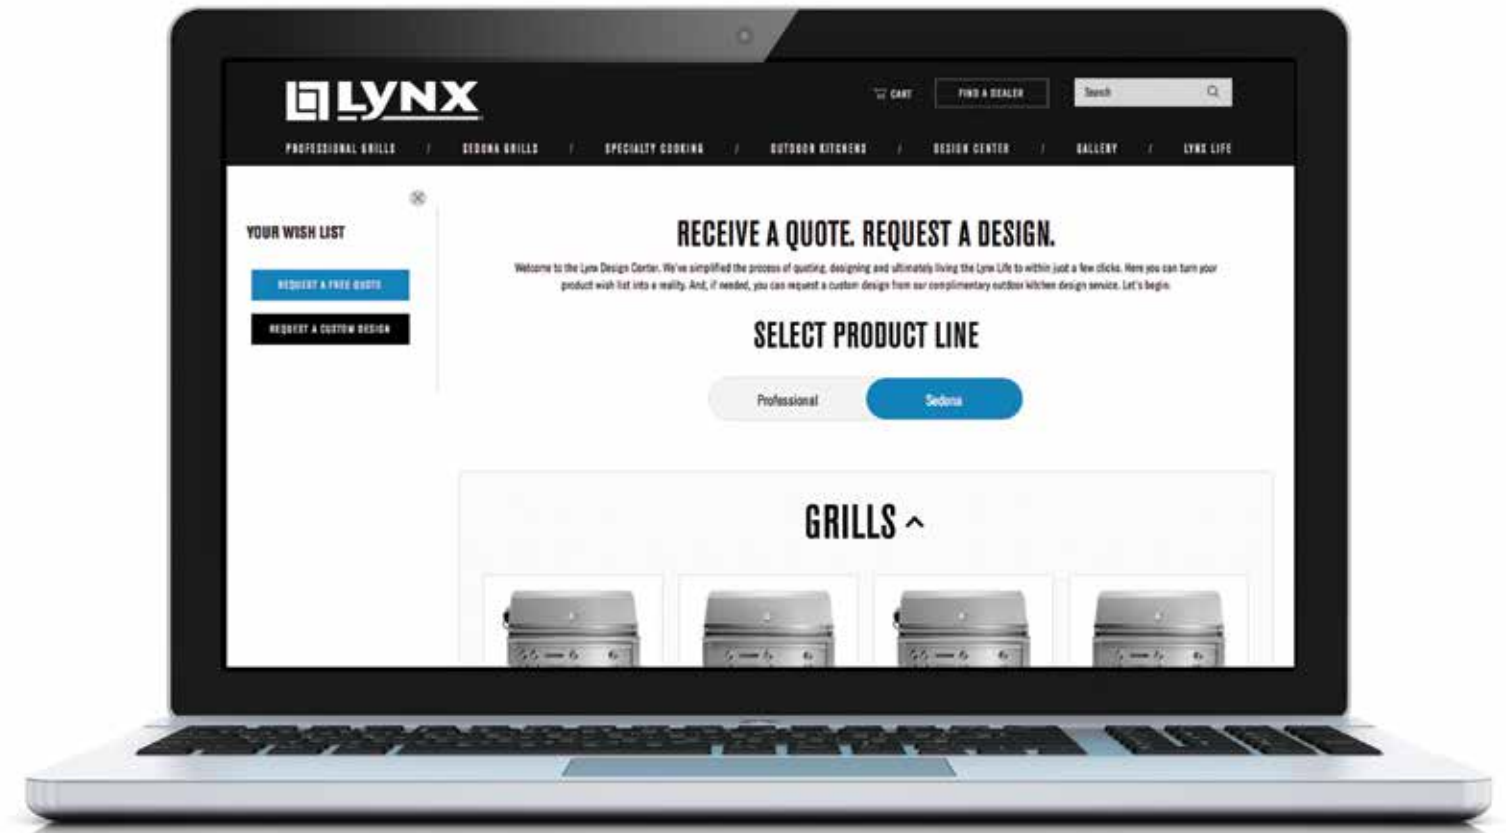 LYNX
CART
FIND A DEALER
Search
PROFESSIONAL GRILLS / SEDONA GRILLS / SPECIALTY COOKING / OUTDOOR KITCHENS / DESIGN CENTER / GALLERY / LYNX LIFE
YOUR WISH LIST
REQUEST A FREE QUOTE
REQUEST A CUSTOM DESIGN
RECEIVE A QUOTE. REQUEST A DESIGN.
Welcome to the Lynx Design Center. We've simplified the process of quoting, designing and ultimately living the Lynx Life to within just a few clicks. Here you can turn your
product wish list into a reality. And, if needed, you can request a custom design from our complimentary outdoor kitchen design service. Let's begin.
SELECT PRODUCT LINE
Professional
Sedona
GRILLS